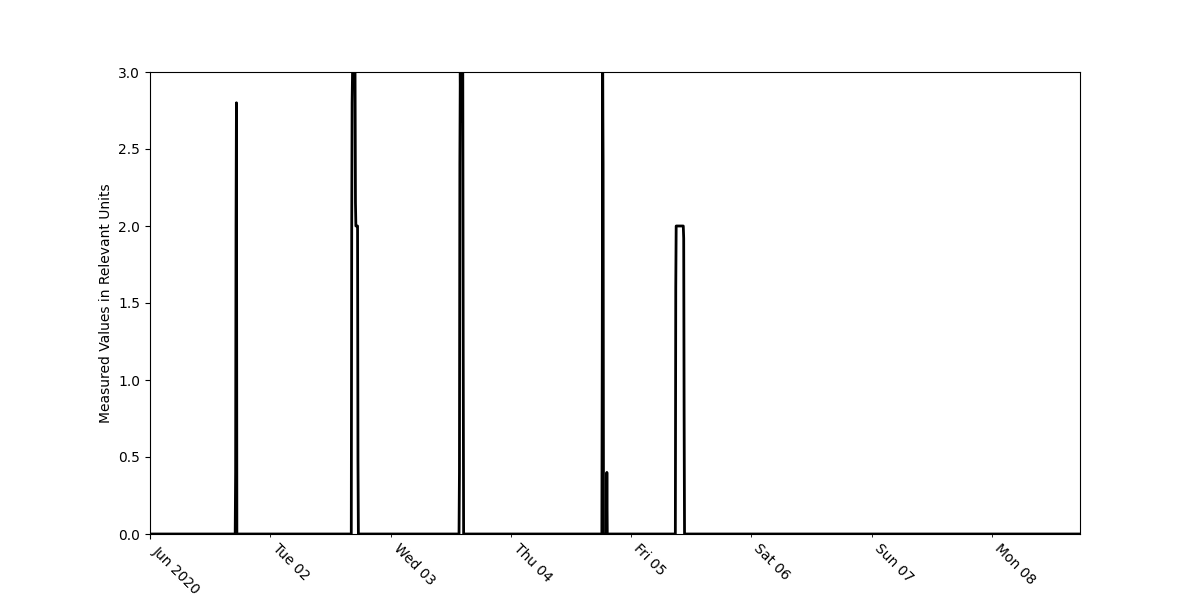 3.0
2.5
2.0
1.5
1.0
0.5
0.0
Measured Values in Relevant Units
Jun 2020
Tue 02
Wed 03
Thu 04
Fri 05
Sat 06
Sun 07
Mon 08